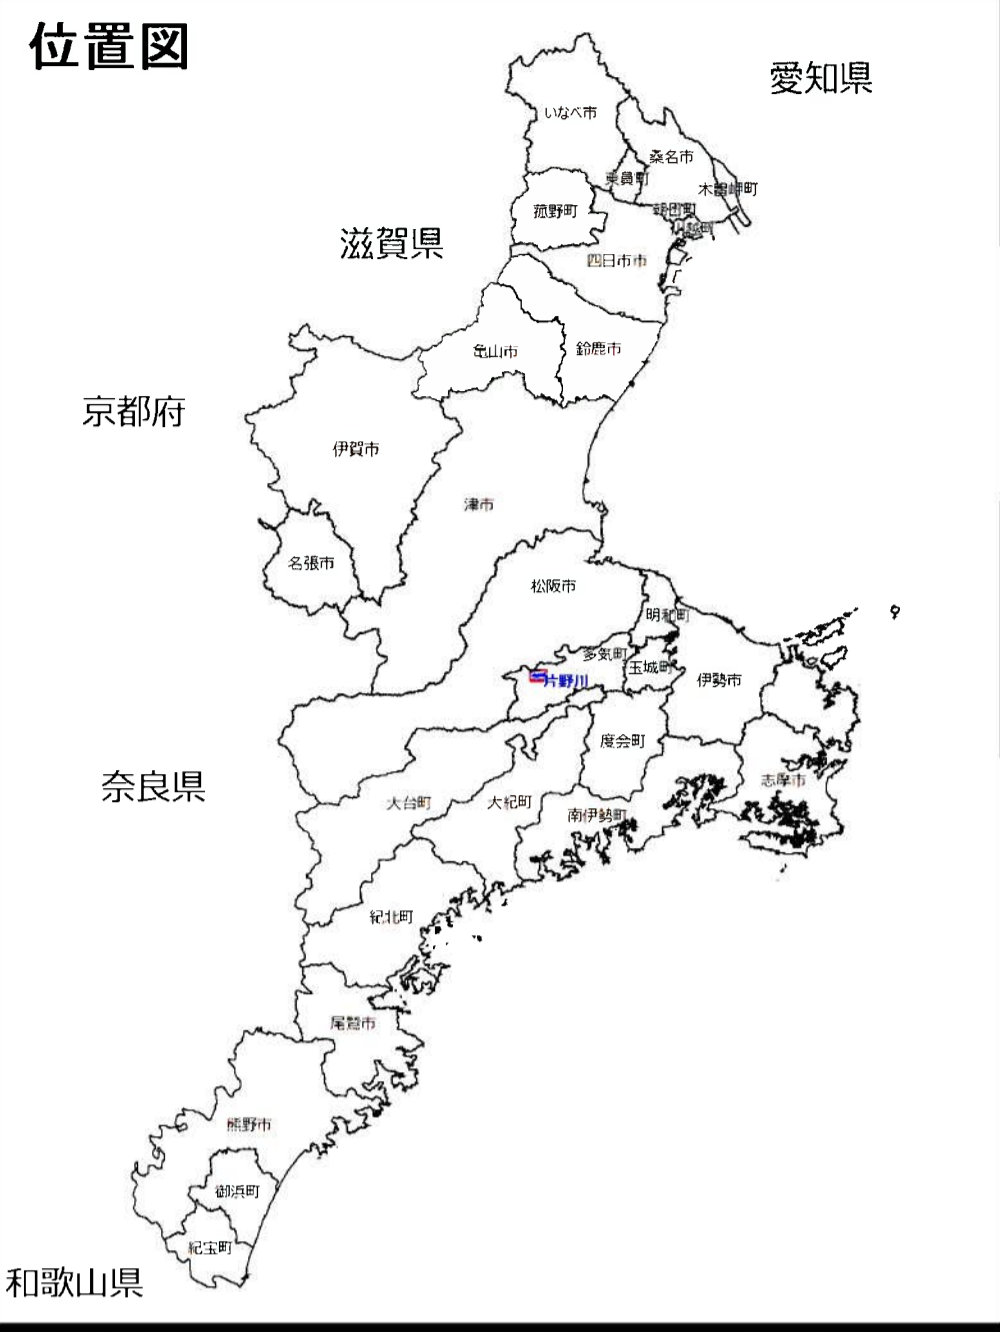 位置図
愛知県
いなべ市
桑名市
東員町
木曽岬町
菰野町
朝日町
川越町
滋賀県
四日市市
亀山市
鈴鹿市
京都府
伊賀市
津市
名張市
松阪市
明和町
多気町
玉城町
片野川
伊勢市
度会町
奈良県
志摩市
大台町
大紀町
南伊勢町
紀北町
尾鷲市
熊野市
御浜町
紀宝町
和歌山県